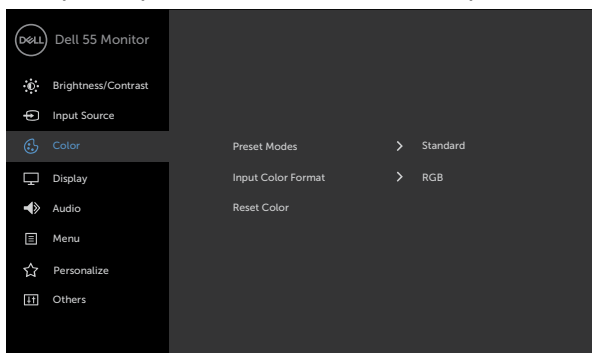 DELL Dell 55 Monitor
Brightness/Contrast
Input Source
Color
Preset Modes > Standard
Display
Input Color Format > RGB
Audio
Reset Color
Menu
Personalize
Others